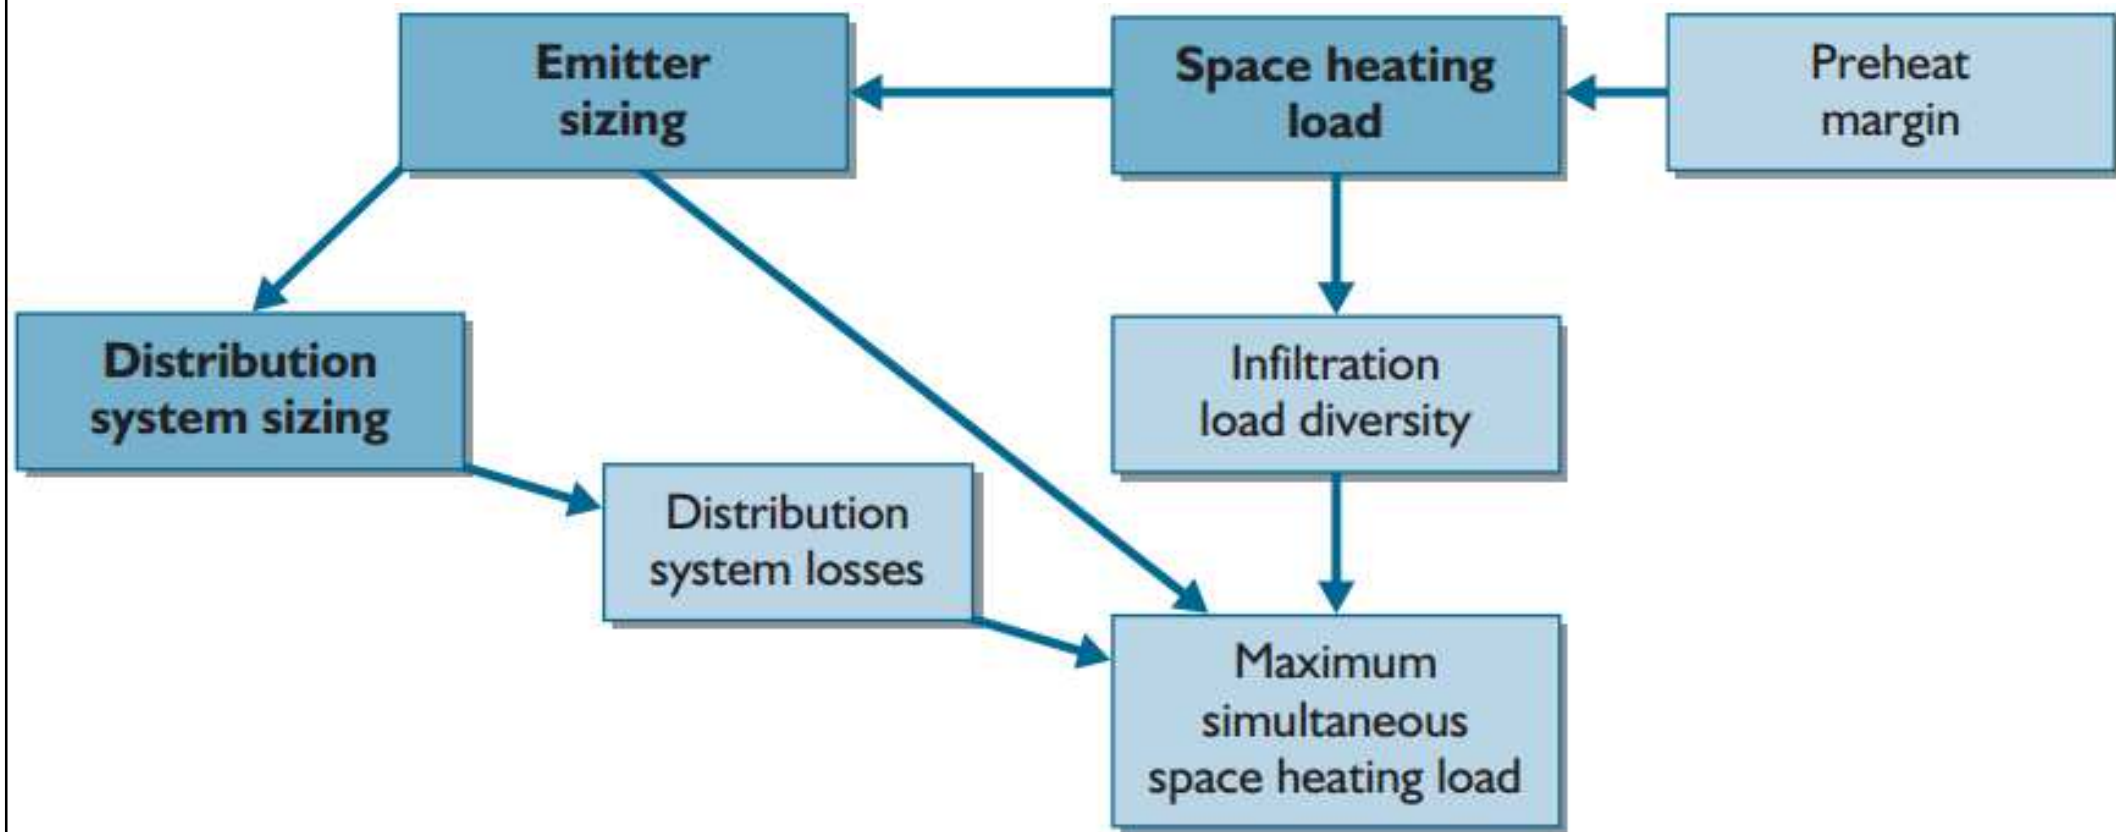 Emitter
sizing
Space heating
load
Preheat
margin
Distribution
system sizing
Infiltration
load diversity
Distribution
system losses
Maximum
simultaneous
space heating load